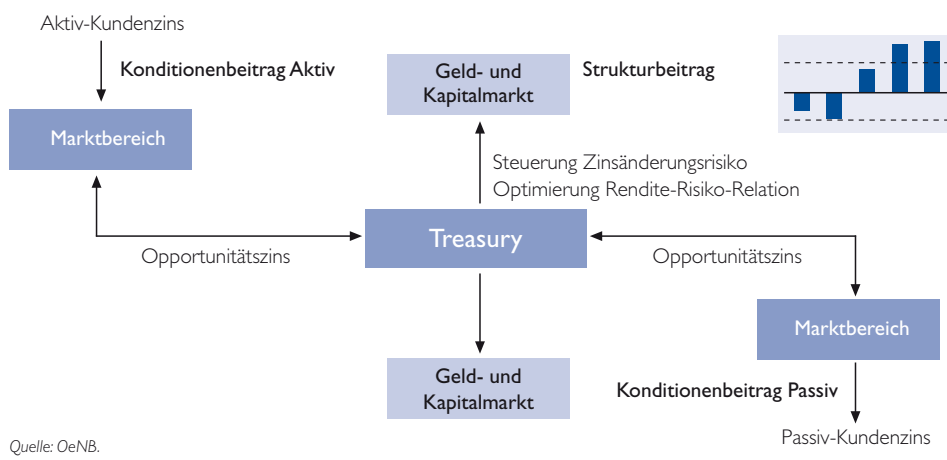 Aktiv-Kundenzins
Konditionenbeitrag Aktiv
Marktbereich
Geld- und
Kapitalmarkt
Strukturbeitrag
Steuerung Zinsänderungsrisiko
Optimierung Rendite-Risiko-Relation
Treasury
Opportunitätszins
Opportunitätszins
Marktbereich
Geld- und
Kapitalmarkt
Konditionenbeitrag Passiv
Passiv-Kundenzins
Quelle: OeNB.